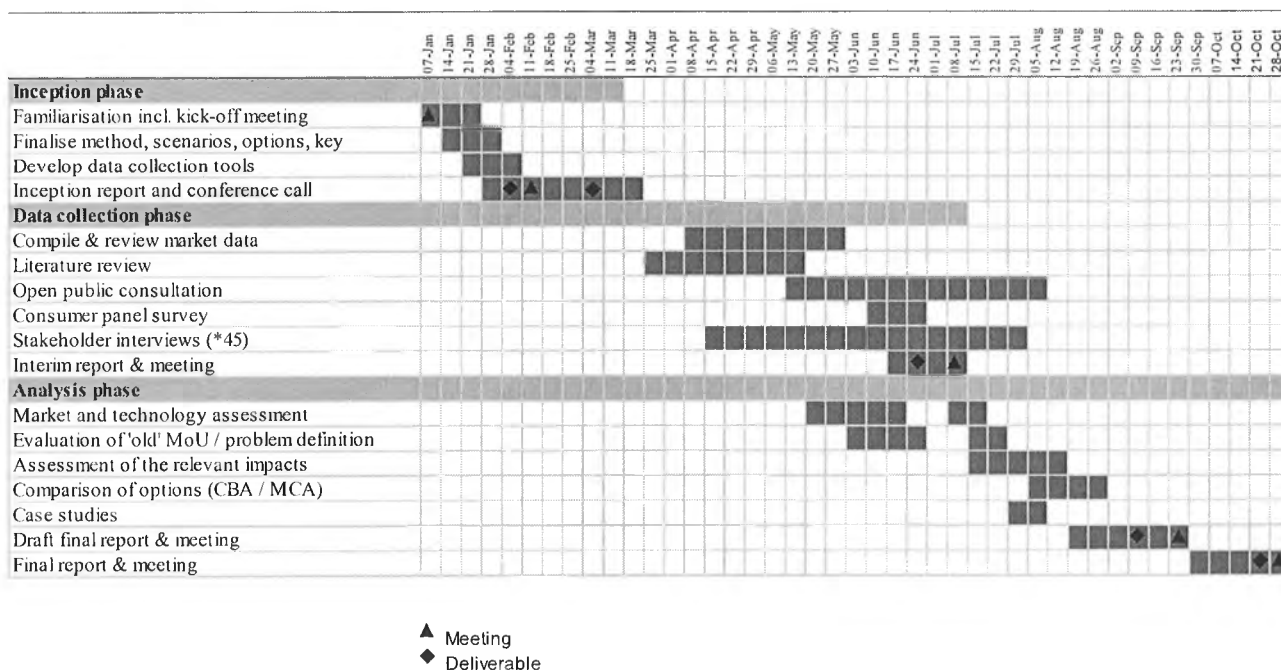 07-Jan 14-Jan 21-Jan 28-Jan 04-Feb 11-Feb 18-Feb 25-Feb 04-Mar 11-Mar 18-Mar 25-Mar 01-Apr 08-Apr 15-Apr 22-Apr 29-Apr 06-May 13-May 20-May 27-May 03-Jun 10-Jun 17-Jun 24-Jun 01-Jul 08-Jul 15-Jul 22-Jul 29-Jul 05-Aug 12-Aug 19-Aug 26-Aug 02-Sep 09-Sep 16-Sep 23-Sep 30-Sep 07-Oct 14-Oct 21-Oct 28-Oct
Inception phase
Familiarisation incl. kick-off meeting
Finalise method, scenarios, options, key
Develop data collection tools
Inception report and conference call
Data collection phase
Compile & review market data
Literature review
Open public consultation
Consumer panel survey
Stakeholder interviews (*45)
Interim report & meeting
Analysis phase
Market and technology assessment
Evaluation of 'old' MoU / problem definition
Assessment of the relevant impacts
Comparison of options (CBA / MCA)
Case studies
Draft final report & meeting
Final report & meeting
Meeting
Deliverable